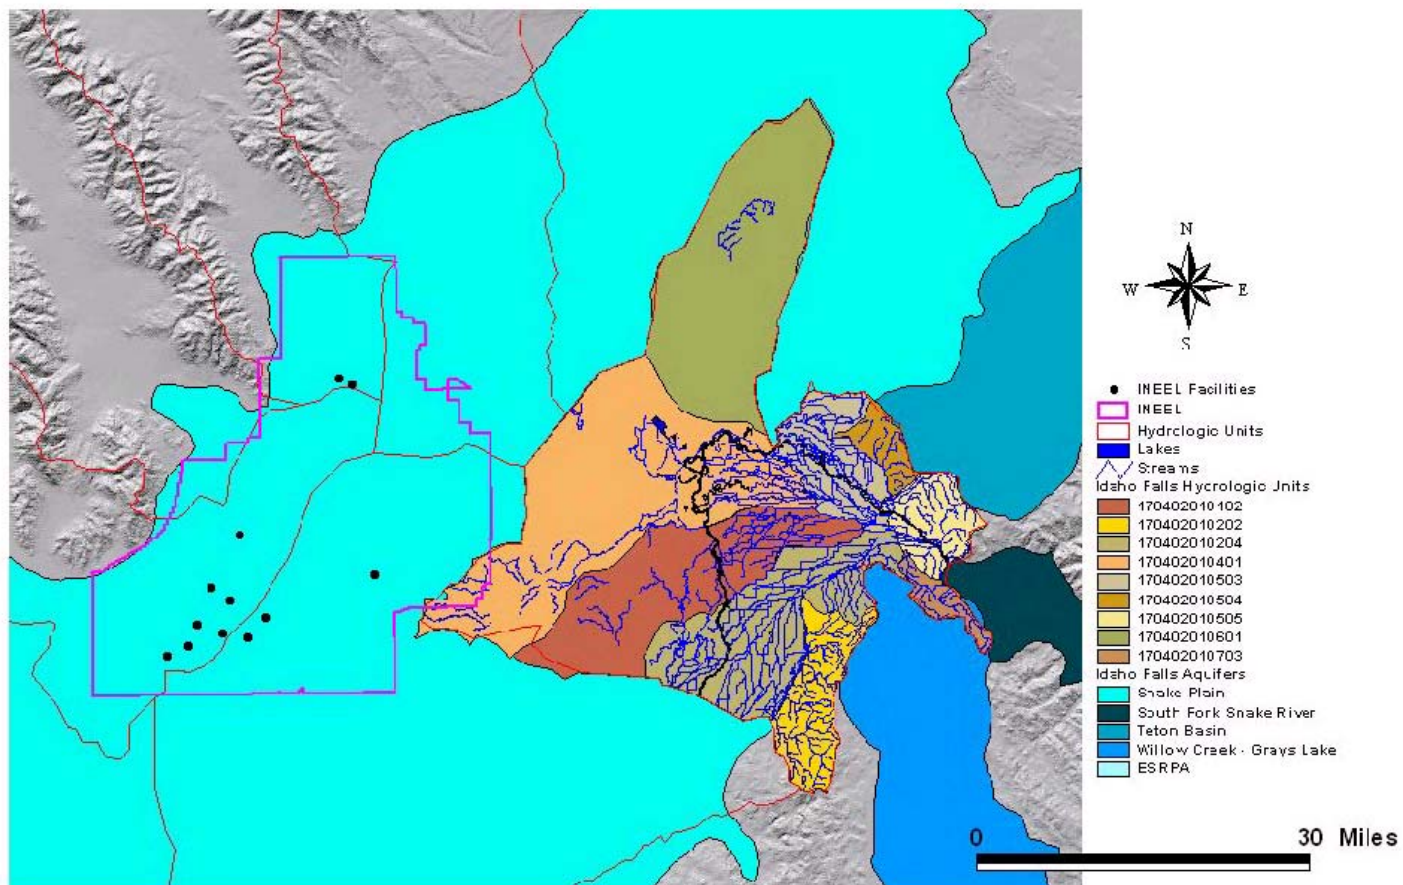 N
W E
S
INEEL Facilities
INEEL
Hydrologic Units
Lakes
Streams
Idaho Falls Hycrologic Units
170402010102
170402010202
170402010204
170402010401
170402010503
170402010504
170402010505
170402010601
170402010703
Idaho Falls Aquifers
Snake Plain
South Fork Snake River
Teton Basin
Willow Creek - Grays Lake
ESRPA
0 30 Miles